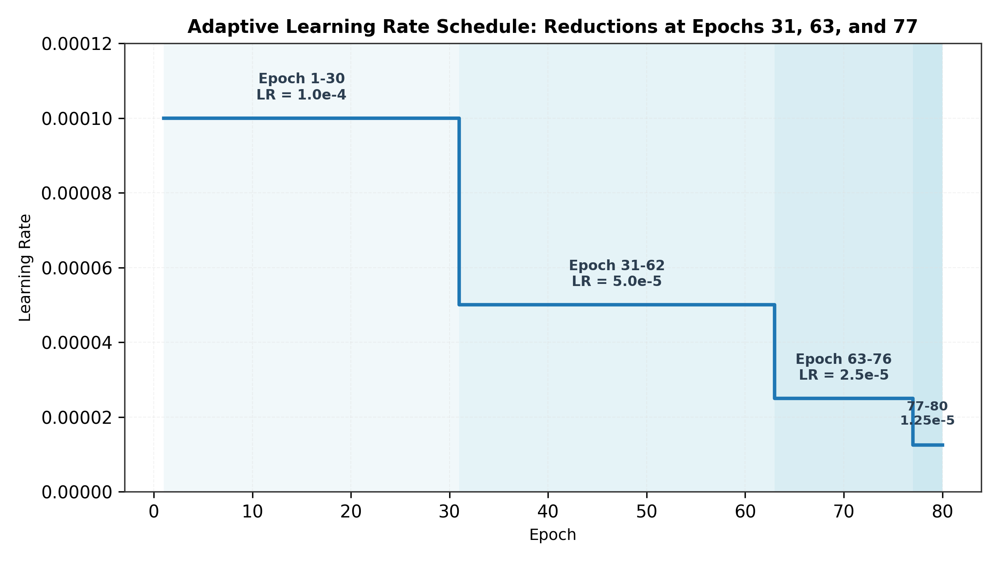 Adaptive Learning Rate Schedule: Reductions at Epochs 31, 63, and 77
0.00012
0.00010
0.00008
0.00006
0.00004
0.00002
0.00000
Learning Rate
Epoch 1-30
LR = 1.0e-4
Epoch 31-62
LR = 5.0e-5
Epoch 63-76
LR = 2.5e-5
77-80
1.25e-5
0 10 20 30 40 50 60 70 80
Epoch